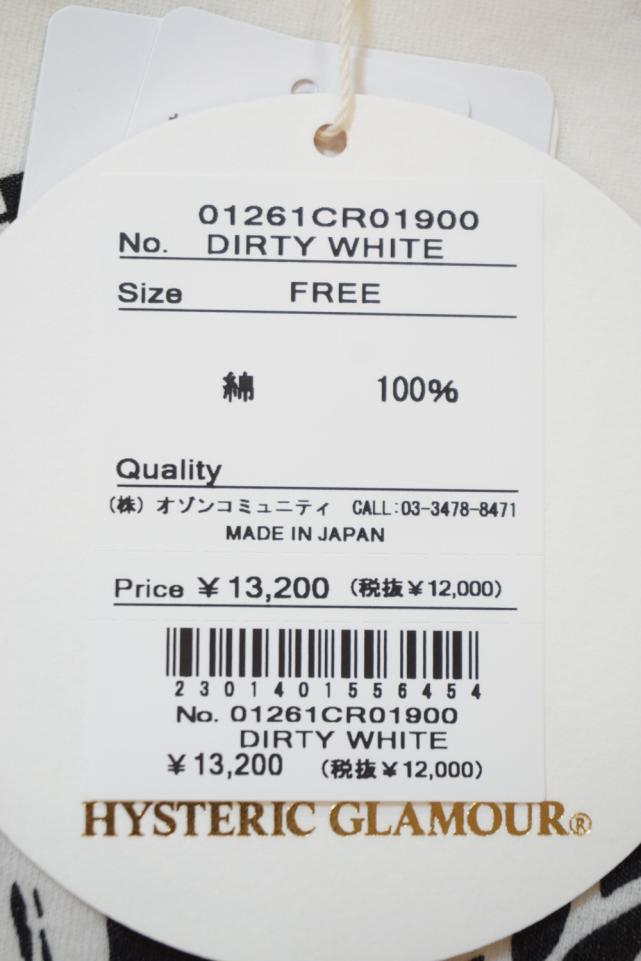 01261CR01900
No. DIRTY WHITE
Size FREE
綿 100%
Quality
(株) オゾンコミュニティ CALL:03-3478-8471
MADE IN JAPAN
Price ¥13,200 (税抜¥12,000)
2301401556454
No. 01261CR01900
DIRTY WHITE
¥13,200 (税抜¥12,000)
HYSTERIC GLAMOUR®